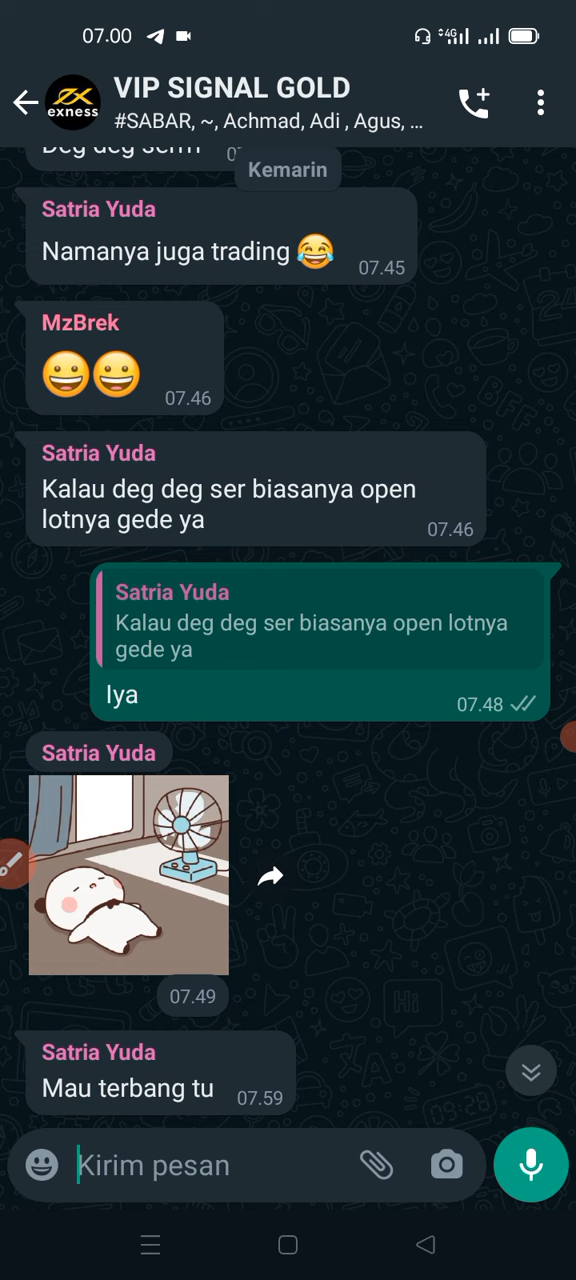 07.00
4G
VIP SIGNAL GOLD
exness
#SABAR, ~, Achmad, Adi , Agus, ...
Kemarin
Satria Yuda
Namanya juga trading 😂
07.45
MzBrek
😀😀
07.46
Satria Yuda
Kalau deg deg ser biasanya open
lotnya gede ya
07.46
Satria Yuda
Kalau deg deg ser biasanya open lotnya
gede ya
Iya
07.48
Satria Yuda
07.49
Satria Yuda
Mau terbang tu
07.59
Kirim pesan